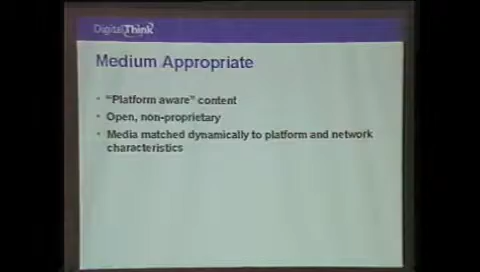 DigitalThink
Medium Appropriate
• "Platform aware" content
• Open, non-proprietary
• Media matched dynamically to platform and network
characteristics